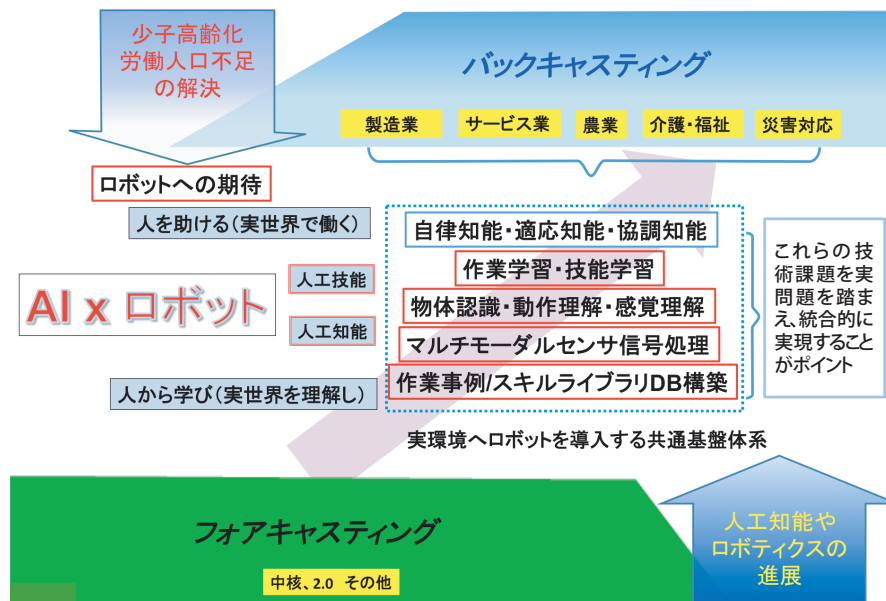 少子高齢化
労働人口不足
の解決
バックキャスティング
製造業
サービス業
農業
介護・福祉
災害対応
ロボットへの期待
人を助ける(実世界で働く)
自律知能・適応知能・協調知能
作業学習・技能学習
物体認識・動作理解・感覚理解
マルチモーダルセンサ信号処理
作業事例/スキルライブラリDB構築
AI x ロボット
人工技能
人工知能
人から学び(実世界を理解し)
これらの技
術課題を実
問題を踏ま
え、統合的に
実現すること
がポイント
実環境へロボットを導入する共通基盤体系
フォアキャスティング
中核、2.0 その他
人工知能や
ロボティクスの
進展